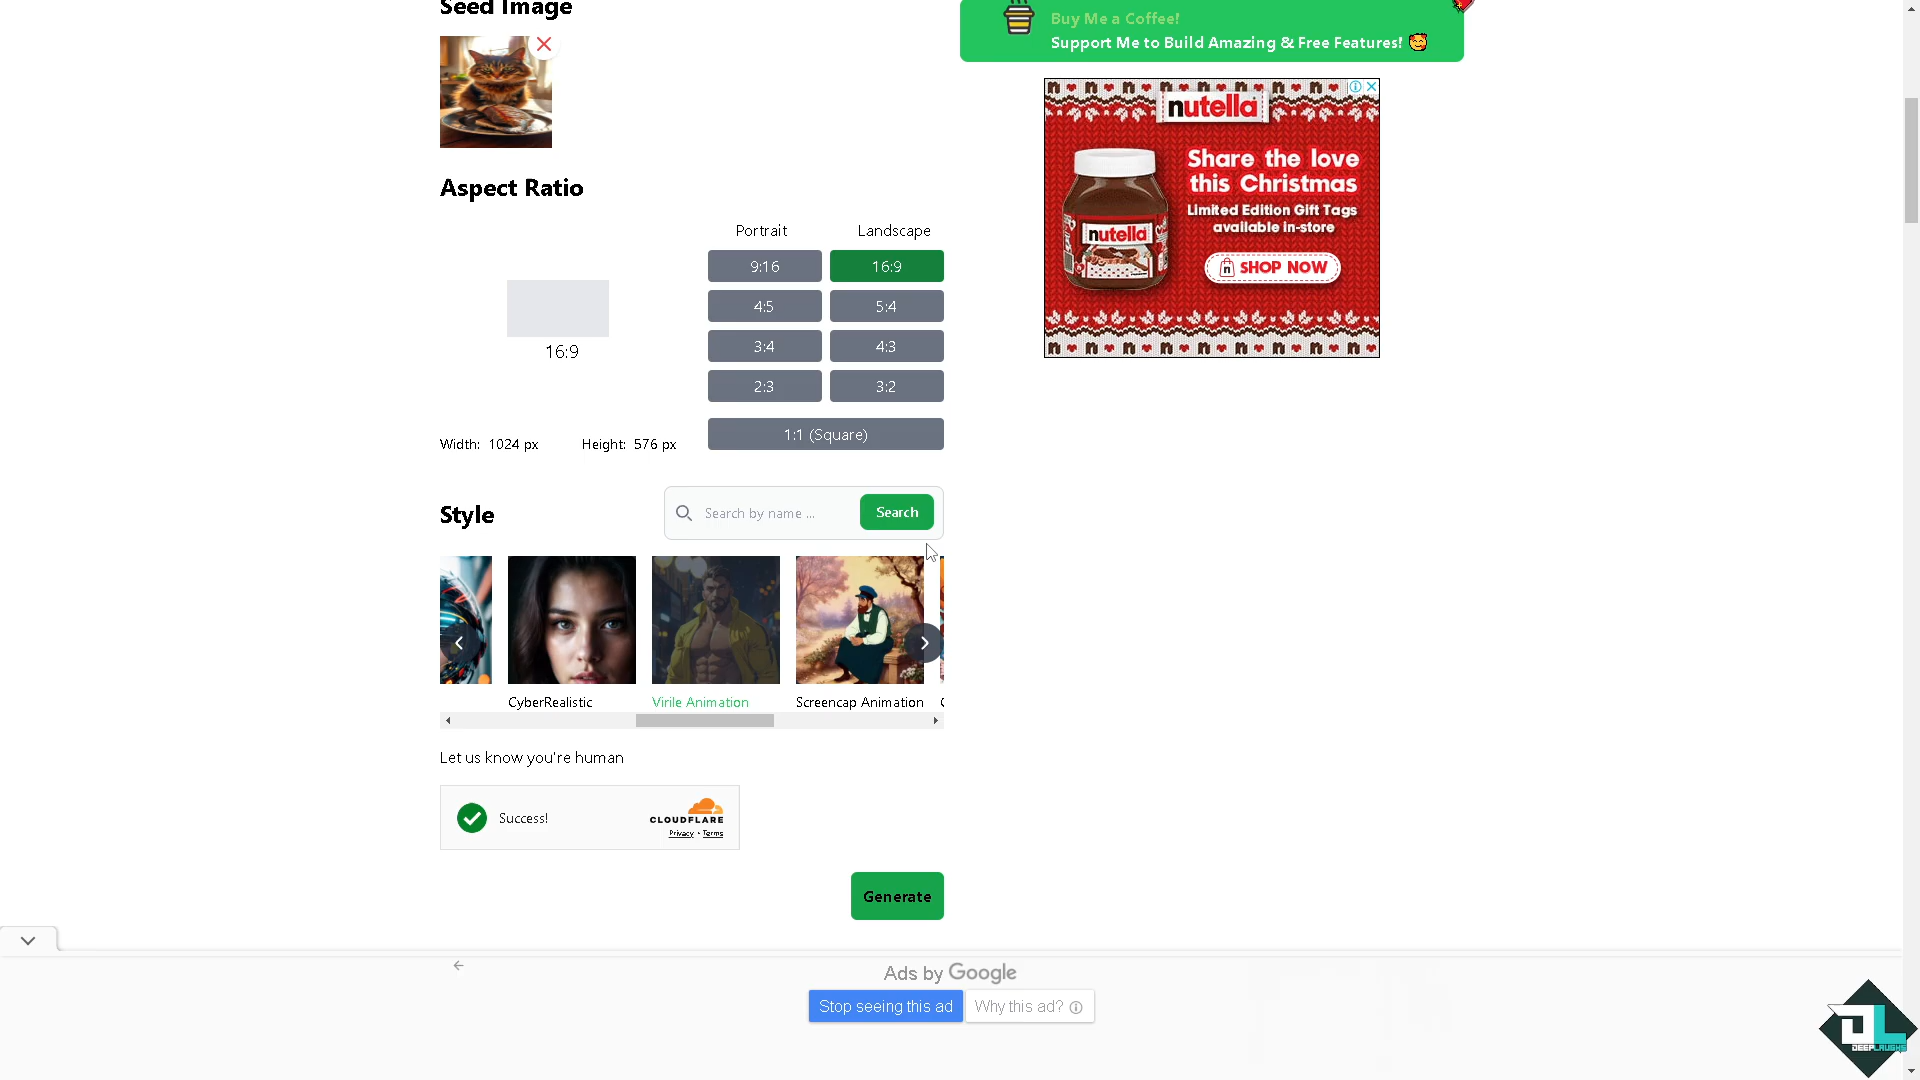 Seed Image
Buy Me a Coffee!
Support Me to Build Amazing & Free Features!
nutella
Share the love
this Christmas
Limited Edition Gift Tags
available in-store
nutella
n SHOP NOW
Aspect Ratio
Portrait
Landscape
9:16
16:9
4:5
5:4
3:4
4:3
2:3
3:2
1:1 (Square)
16:9
Width: 1024 px
Height: 576 px
Style
Search by name ...
Search
CyberRealistic
Virile Animation
Screencap Animation
Let us know you're human
Success!
CLOUDFLARE
Privacy • Terms
Generate
Ads by Google
Stop seeing this ad
Why this ad?
DEEPLAUGHS